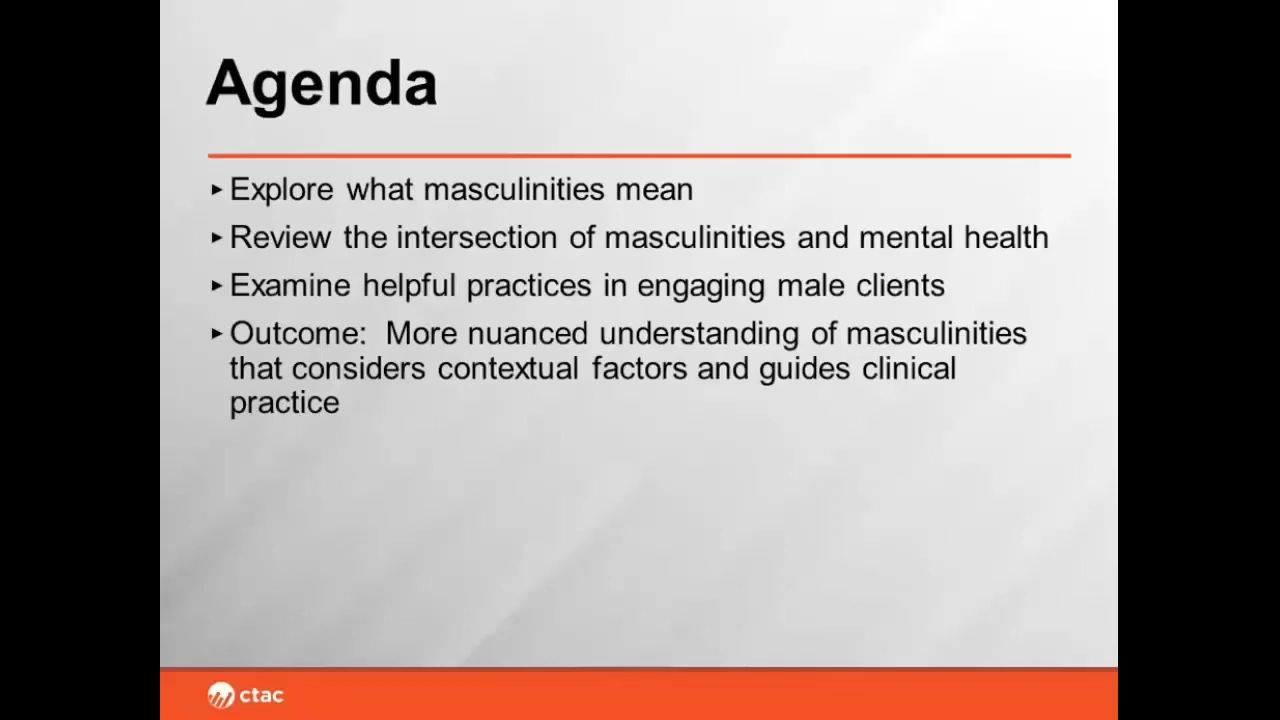 Agenda
▸Explore what masculinities mean
▸Review the intersection of masculinities and mental health
▸Examine helpful practices in engaging male clients
▸Outcome: More nuanced understanding of masculinities
that considers contextual factors and guides clinical
practice
ctac